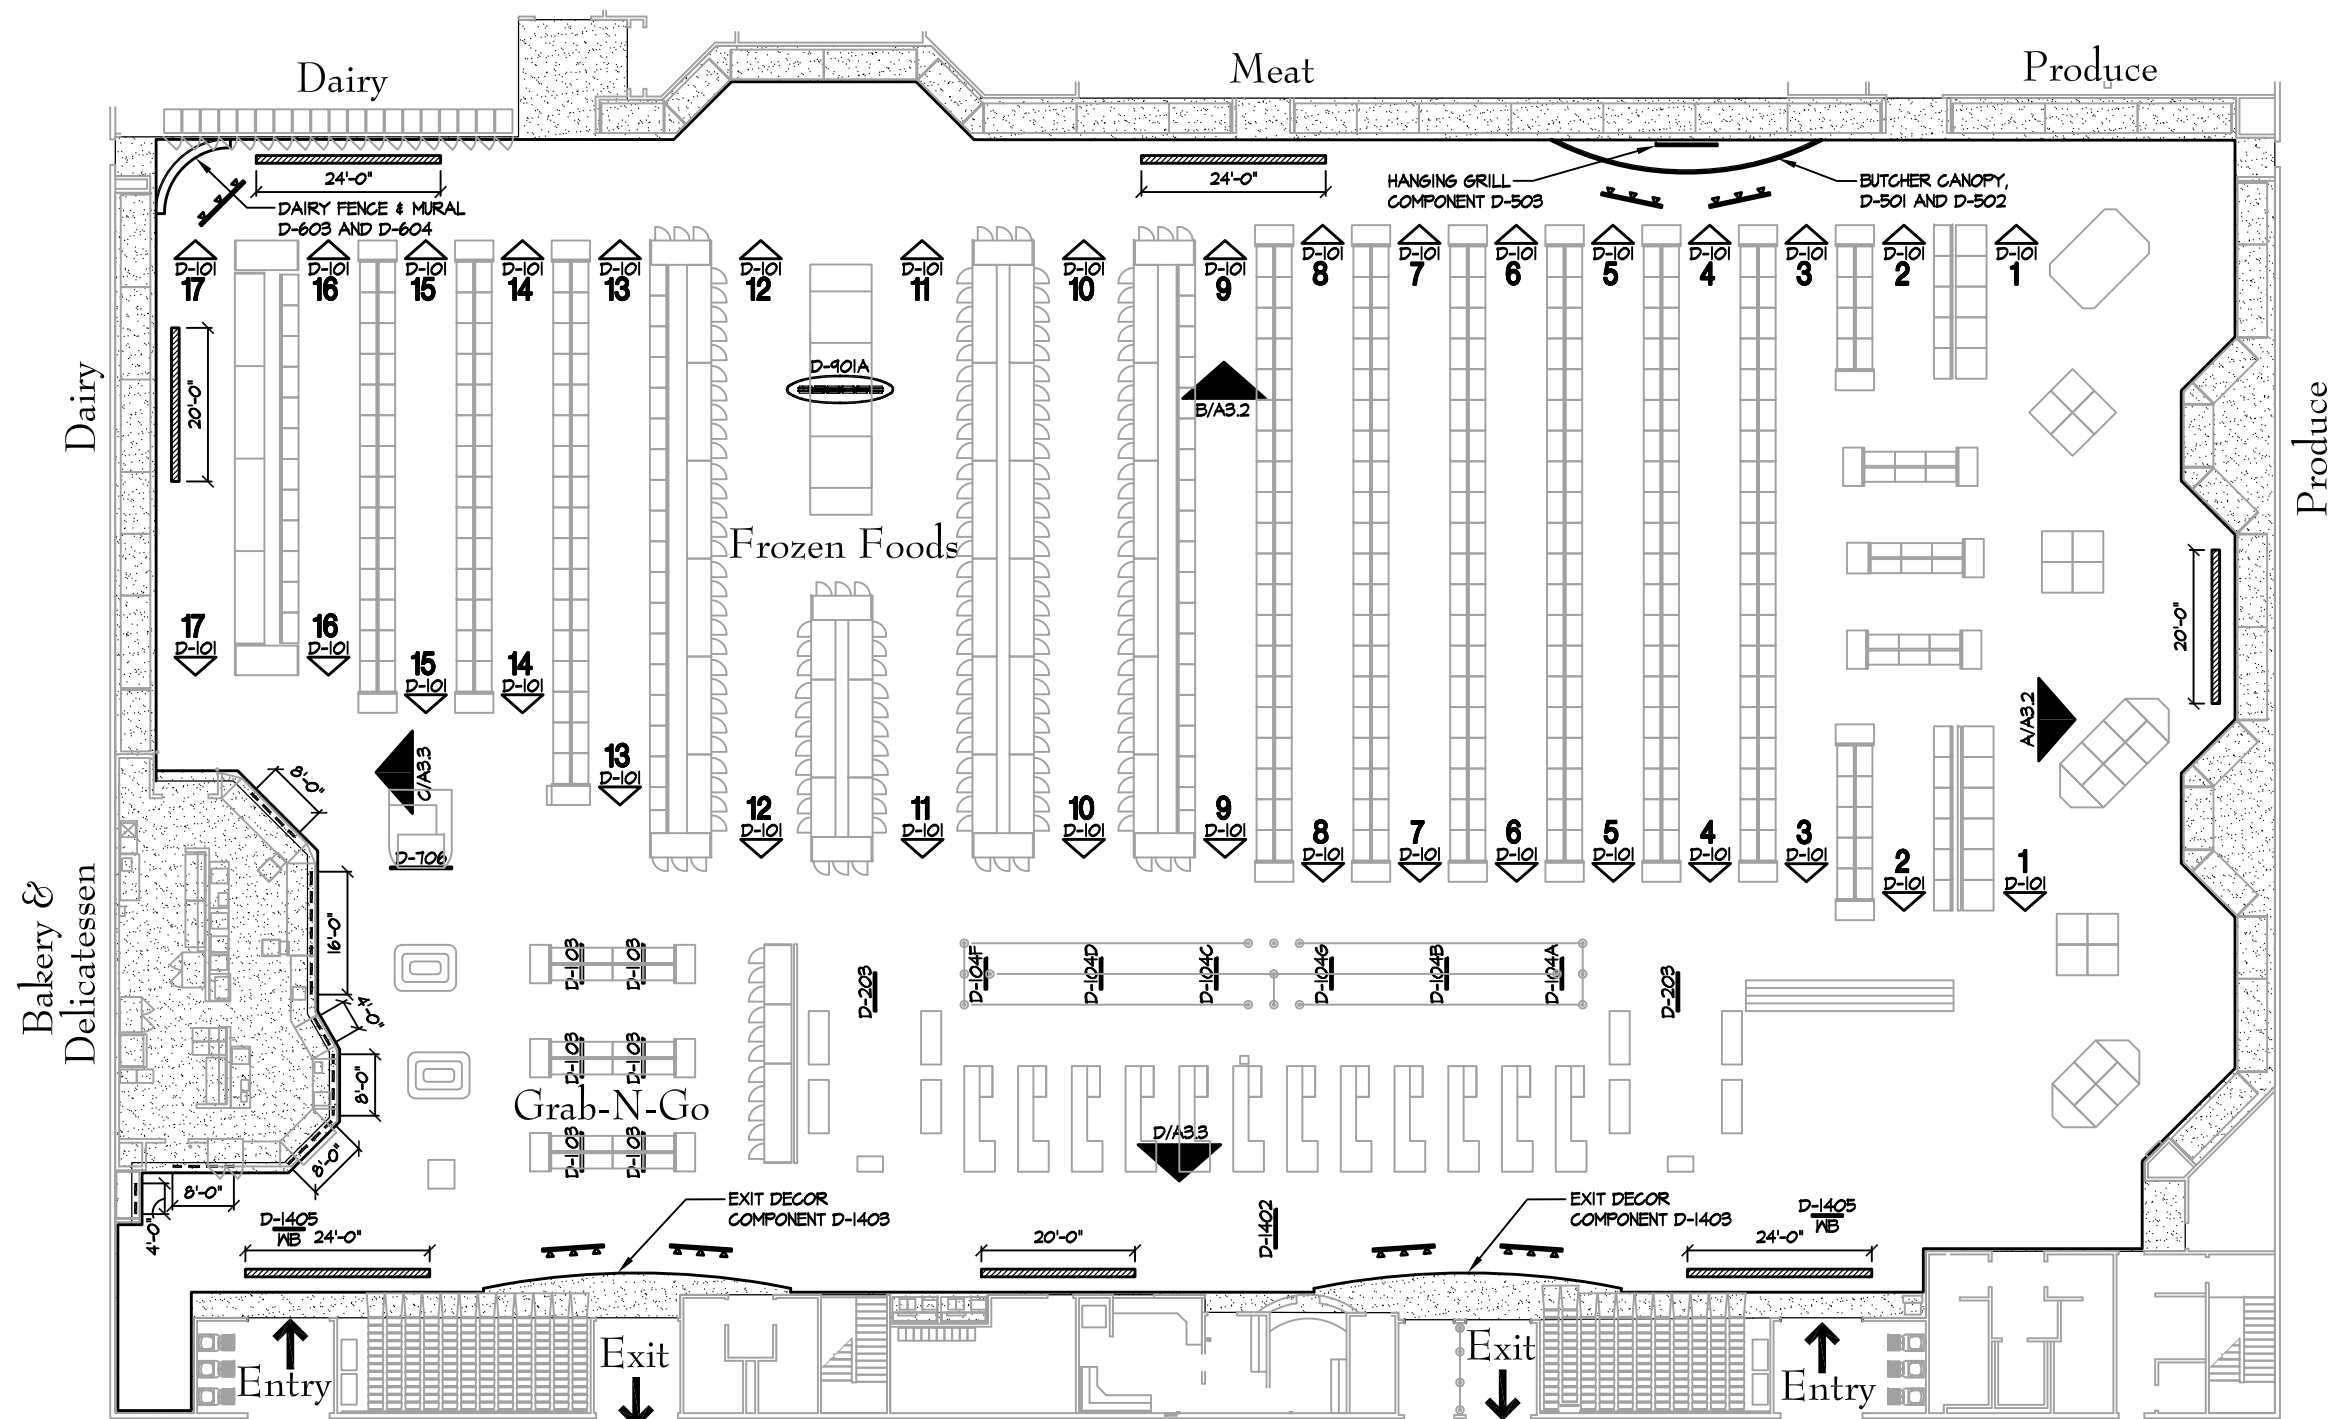 Dairy
Meat
Produce
24'-0"
DAIRY FENCE & MURAL
D-603 AND D-604
24'-0"
HANGING GRILL
COMPONENT D-503
BUTCHER CANOPY,
D-501 AND D-502
D-101 D-101 D-101 D-101 D-101 D-101 D-101 D-101 D-101 D-101 D-101 D-101 D-101 D-101 D-101 D-101 D-101
17 16 15 14 13 12 11 10 9 8 7 6 5 4 3 2 1
Dairy
20'-0"
D-901A
B/A3.2
Produce
Frozen Foods
17 16
D-101 D-101
15 14
D-101 D-101
20'-0"
A/A3.2
13
D-101
C/A3.3
8'-0"
12 11 10 9
D-101 D-101 D-101 D-101
8 7 6 5 4 3
D-101 D-101 D-101 D-101 D-101 D-101
2 1
D-101 D-101
D-706
Bakery &
Delicatessen
16'-0"
4'-0"
8'-0"
8'-0"
8'-0"
4'-0"
D-103 D-103
D-203
D-104F
D-104D
D-104C
D-104G
D-104B
D-104A
D-203
D-103 D-103
Grab-N-Go
D-103 D-103
D/A3.3
D-1405
WB
24'-0"
EXIT DECOR
COMPONENT D-1403
20'-0"
D-1402
EXIT DECOR
COMPONENT D-1403
D-1405
WB
24'-0"
Entry
Exit
Exit
Entry